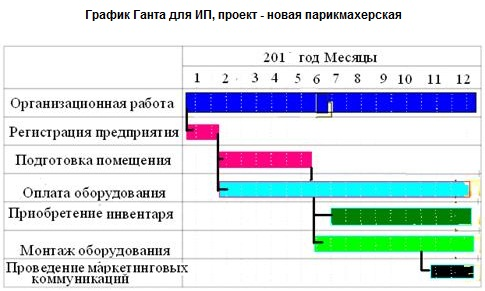 График Ганта для ИП, проект - новая парикмахерская
201 год Месяцы
1 2 3 4 5 6 7 8 9 10 11 12
Организационная работа
Регистрация предприятия
Подготовка помещения
Оплата оборудования
Приобретение инвентаря
Монтаж оборудования
Проведение маркетинговых
коммуникаций